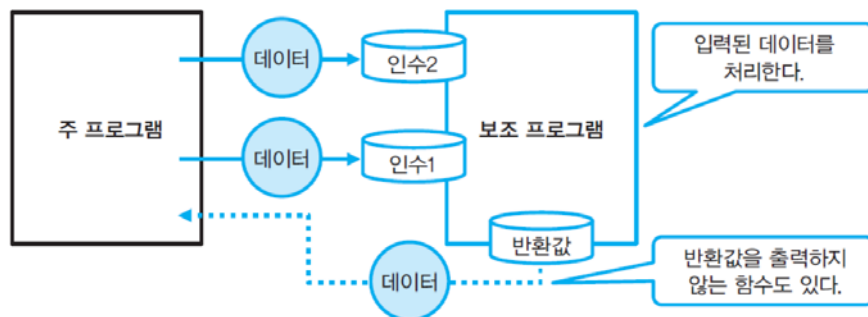 데이터
인수2
입력된 데이터를
처리한다.
주 프로그램
보조 프로그램
데이터
인수1
반환값
데이터
반환값을 출력하지
않는 함수도 있다.